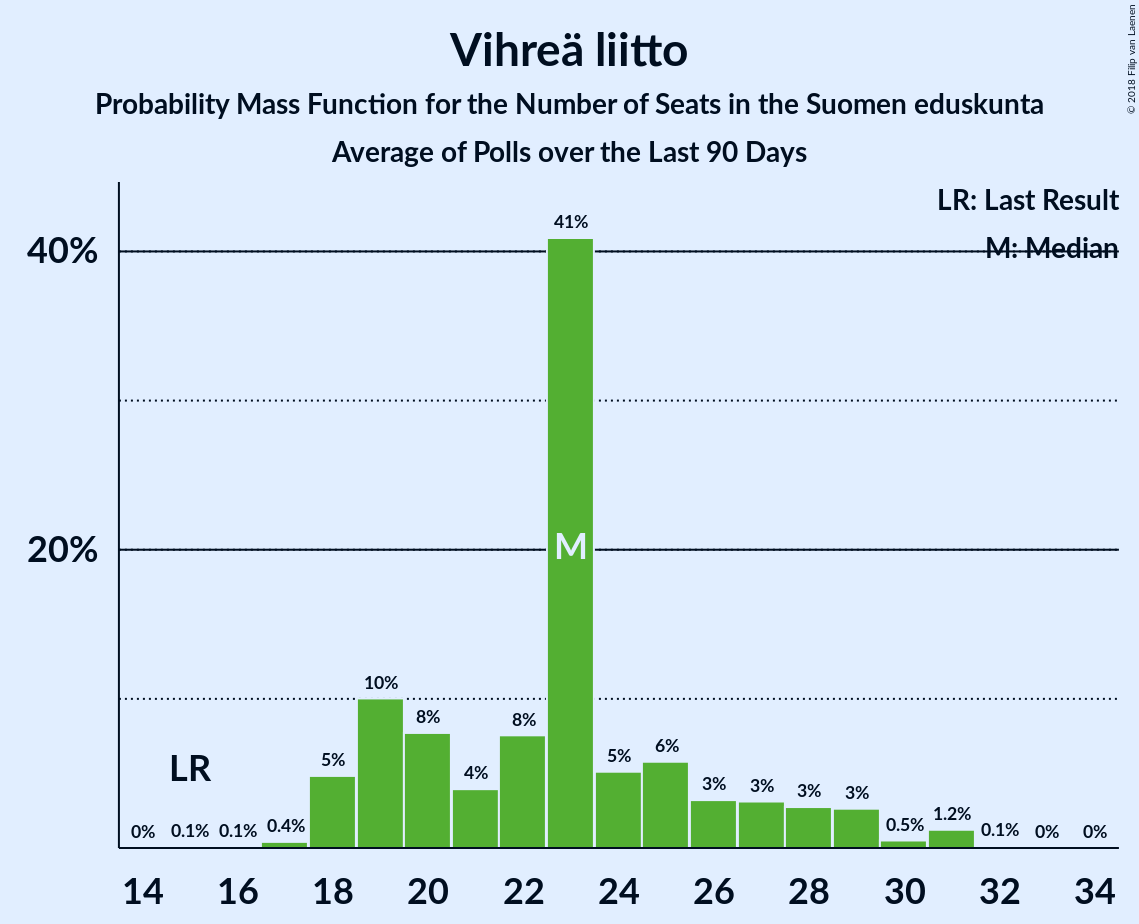 Vihreä liitto
Probability Mass Function for the Number of Seats in the Suomen eduskunta
Average of Polls over the Last 90 Days
© 2018 Filip van Laenen
LR: Last Result
M: Median
40%
20%
0%
0.1%
0.1%
0.4%
5%
10%
8%
4%
8%
41%
5%
6%
3%
3%
3%
3%
0.5%
1.2%
0.1%
0%
0%
LR
M
14 16 18 20 22 24 26 28 30 32 34